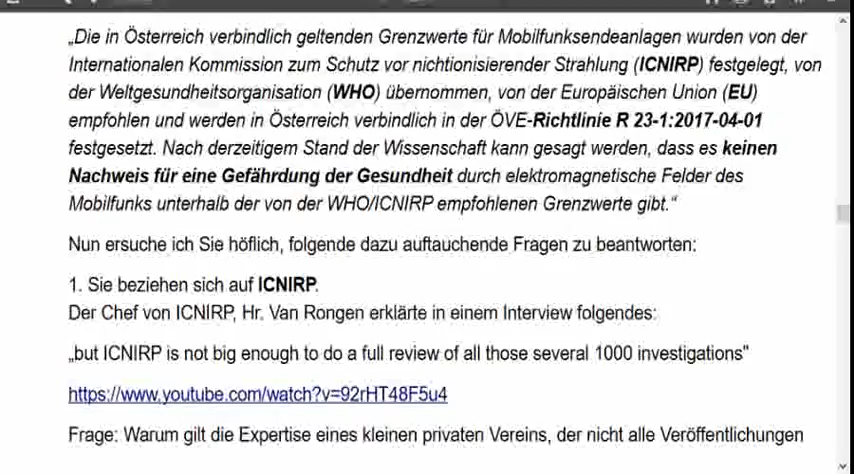 „Die in Österreich verbindlich geltenden Grenzwerte für Mobilfunksendeanlagen wurden von der
Internationalen Kommission zum Schutz vor nichtionisierender Strahlung (ICNIRP) festgelegt, von
der Weltgesundheitsorganisation (WHO) übernommen, von der Europäischen Union (EU)
empfohlen und werden in Österreich verbindlich in der ÖVE-Richtlinie R 23-1:2017-04-01
festgesetzt. Nach derzeitigem Stand der Wissenschaft kann gesagt werden, dass es keinen
Nachweis für eine Gefährdung der Gesundheit durch elektromagnetische Felder des
Mobilfunks unterhalb der von der WHO/ICNIRP empfohlenen Grenzwerte gibt.“
Nun ersuche ich Sie höflich, folgende dazu auftauchende Fragen zu beantworten:
1. Sie beziehen sich auf ICNIRP.
Der Chef von ICNIRP, Hr. Van Rongen erklärte in einem Interview folgendes:
„but ICNIRP is not big enough to do a full review of all those several 1000 investigations"
https://www.youtube.com/watch?v=92rHT48F5u4
Frage: Warum gilt die Expertise eines kleinen privaten Vereins, der nicht alle Veröffentlichungen